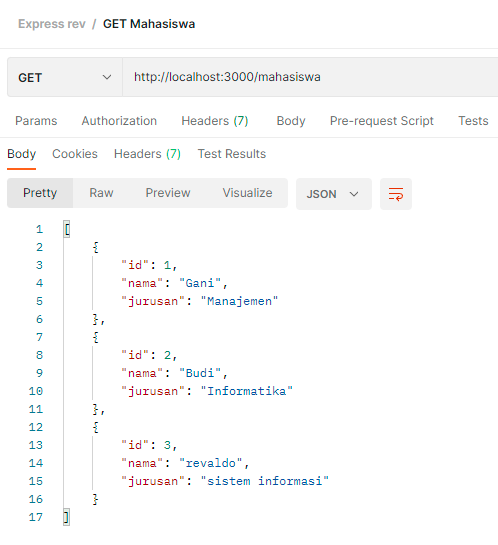 Express rev / GET Mahasiswa
GET http://localhost:3000/mahasiswa
Params Authorization Headers (7) Body Pre-request Script Tests
Body Cookies Headers (7) Test Results
Pretty Raw Preview Visualize JSON
1 [
2 {
3 "id": 1,
4 "nama": "Gani",
5 "jurusan": "Manajemen"
6 },
7 {
8 "id": 2,
9 "nama": "Budi",
10 "jurusan": "Informatika"
11 },
12 {
13 "id": 3,
14 "nama": "revaldo",
15 "jurusan": "sistem informasi"
16 }
17 ]